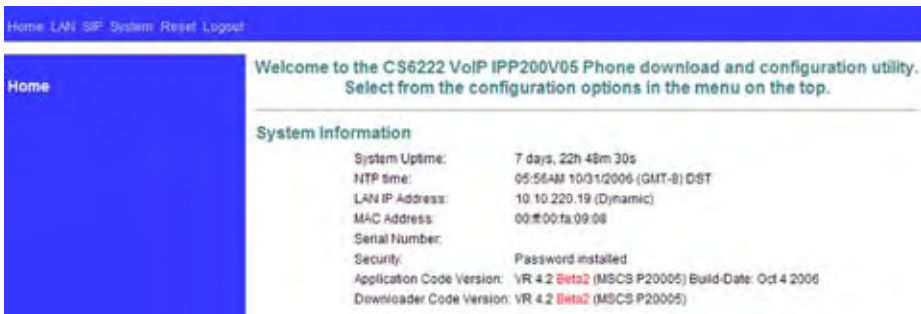 Home LAN SIP System Reset Logout
Home
Welcome to the CS6222 VoIP IPP200V05 Phone download and configuration utility.
Select from the configuration options in the menu on the top.
System Information
System Uptime: 7 days, 22h 48m 30s
NTP time: 05:56AM 10/31/2006 (GMT-8) DST
LAN IP Address: 10.10.220.19 (Dynamic)
MAC Address: 00:ff:00:fa:09:08
Serial Number:
Security: Password installed
Application Code Version: VR 4.2 Beta2 (MSCS P20005) Build-Date: Oct 4 2006
Downloader Code Version: VR 4.2 Beta2 (MSCS P20005)